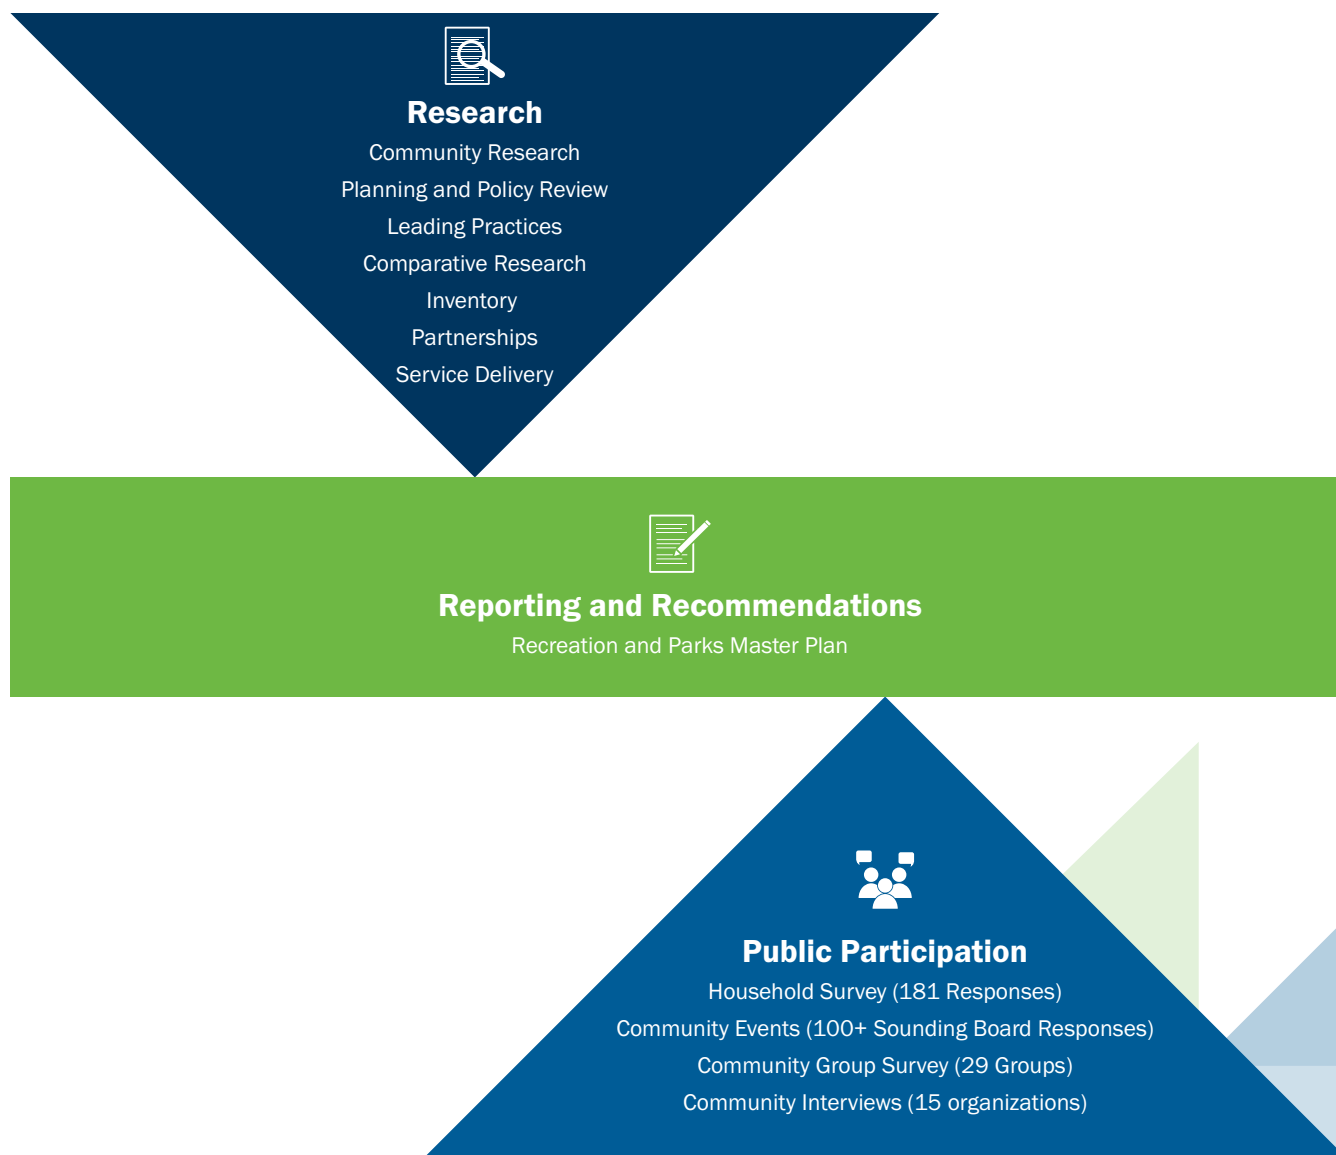 Research
Community Research
Planning and Policy Review
Leading Practices
Comparative Research
Inventory
Partnerships
Service Delivery
Reporting and Recommendations
Recreation and Parks Master Plan
Public Participation
Household Survey (181 Responses)
Community Events (100+ Sounding Board Responses)
Community Group Survey (29 Groups)
Community Interviews (15 organizations)